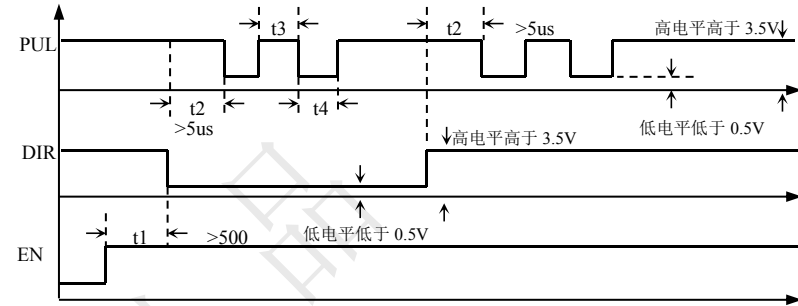 t3
t2
>5us
高电平高于 3.5V
PUL
t2
t4
>5us
低电平低于 0.5V
高电平高于 3.5V
DIR
t1
>500
低电平低于 0.5V
EN